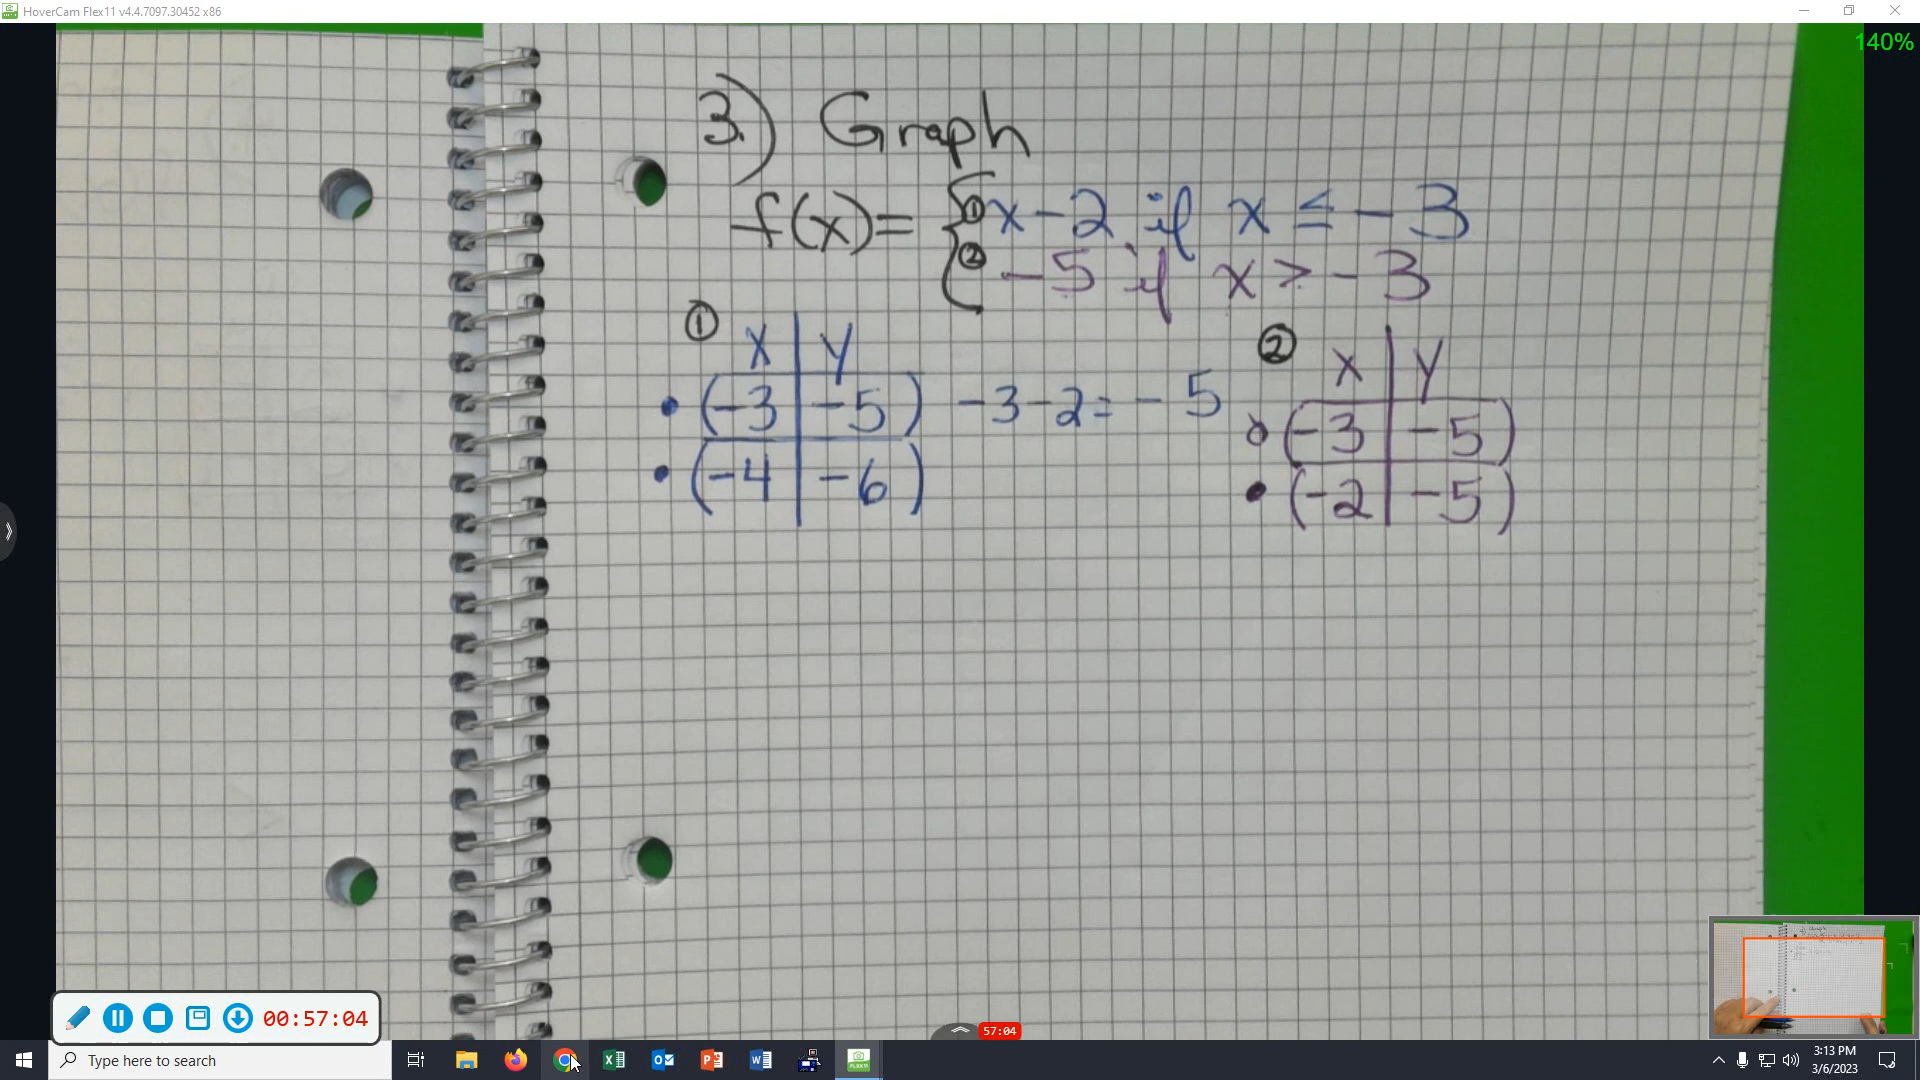 HoverCam Flex11 v4.4.7097.30452 x86
140%
3.) Graph
f(x)= { ① x - 2 if x ≤ - 3
② - 5 if x > - 3
① x | y
• (-3 | -5) -3-2 = - 5
• (-4 | -6)
② x | y
○ (-3 | -5)
• (-2 | -5)
00:57:04
57:04
Type here to search
3:13 PM
3/6/2023